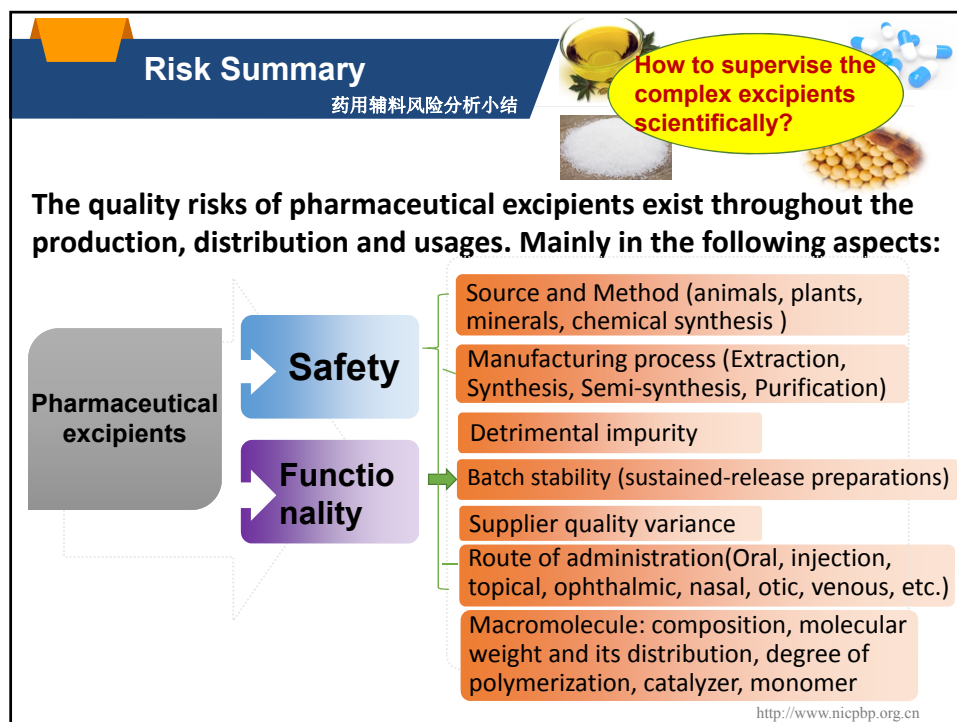 Risk Summary
药用辅料风险分析小结
How to supervise the
complex excipients
scientifically?
The quality risks of pharmaceutical excipients exist throughout the
production, distribution and usages. Mainly in the following aspects:
Pharmaceutical
excipients
Safety
Functio
nality
Source and Method (animals, plants,
minerals, chemical synthesis )
Manufacturing process (Extraction,
Synthesis, Semi-synthesis, Purification)
Detrimental impurity
Batch stability (sustained-release preparations)
Supplier quality variance
Route of administration(Oral, injection,
topical, ophthalmic, nasal, otic, venous, etc.)
Macromolecule: composition, molecular
weight and its distribution, degree of
polymerization, catalyzer, monomer
http://www.nicpbp.org.cn